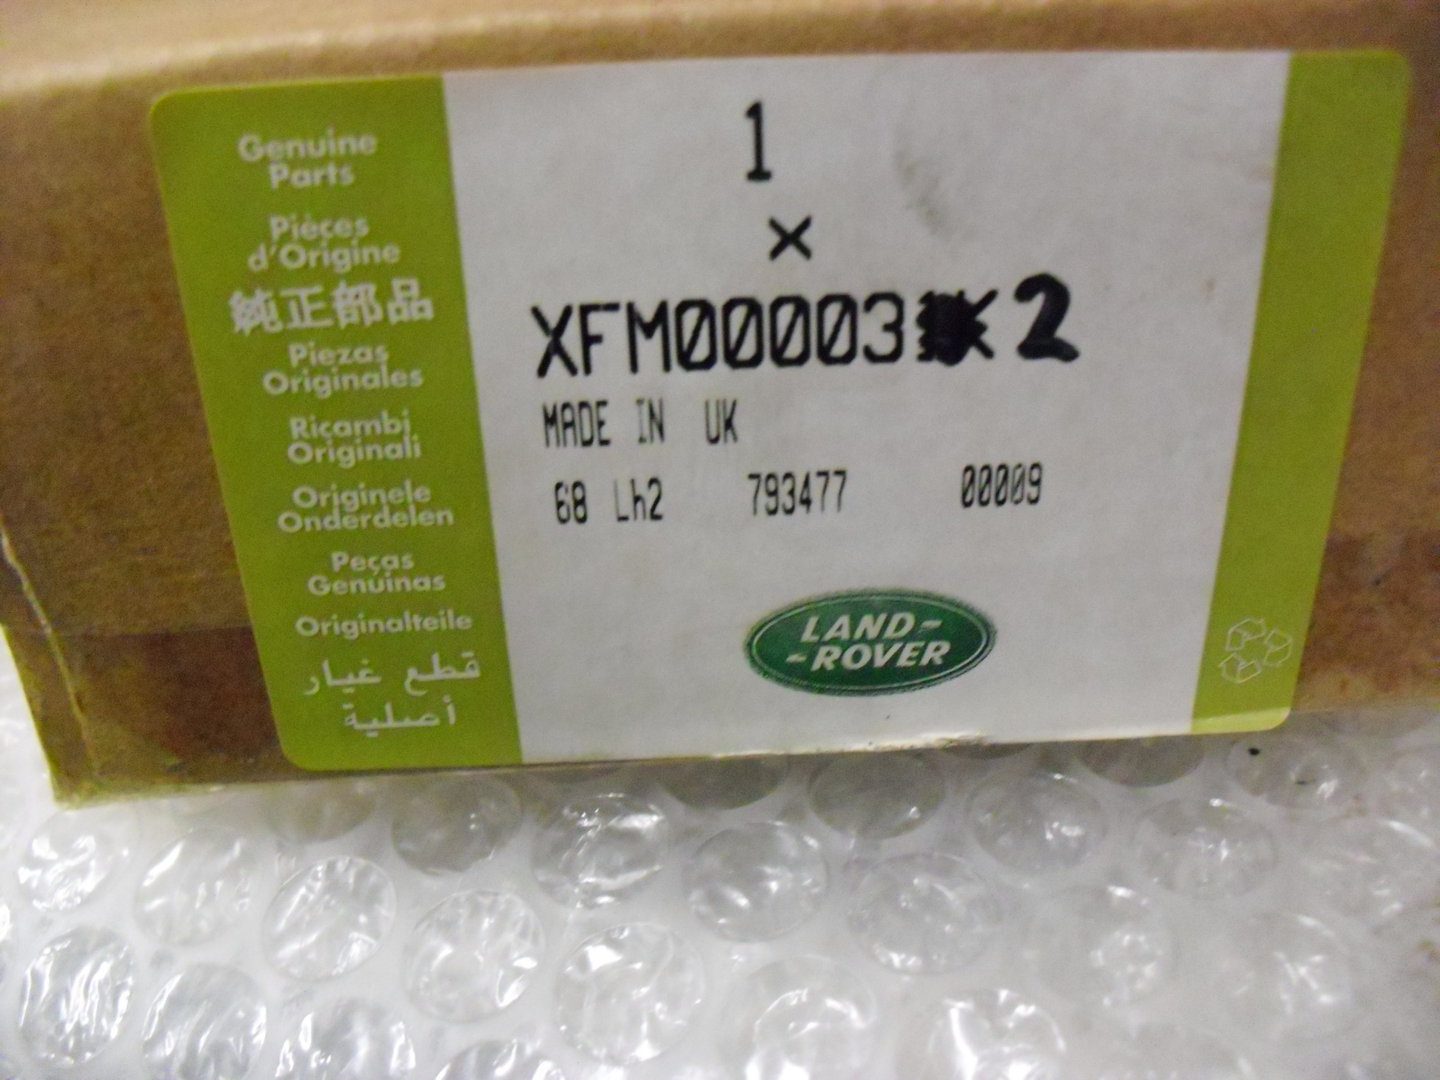 Genuine
Parts
Pièces
d'Origine
純正部品
Piezas
Originales
Ricambi
Originali
Originele
Onderdelen
Peças
Genuínas
Originalteile
قطع غيار
أصلية
1
×
XFM00003 2
MADE IN UK
68 Lh2 793477 00009
LAND-
-ROVER